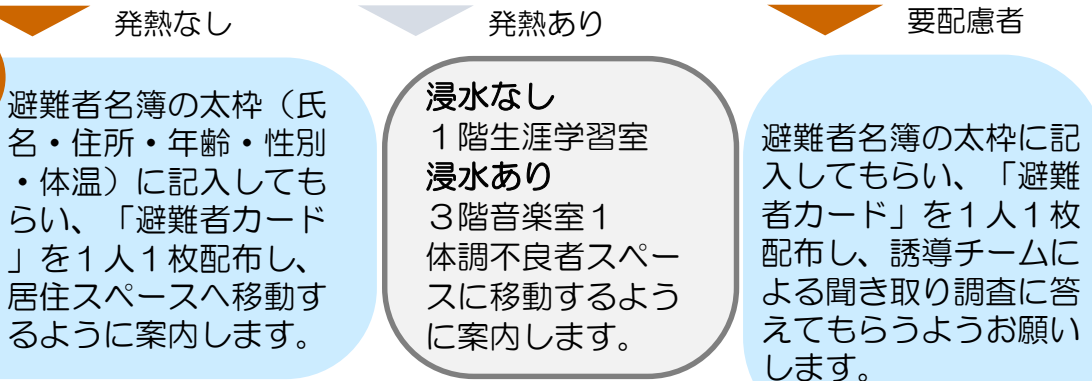 発熱なし
避難者名簿の太枠（氏
名・住所・年齢・性別
・体温）に記入しても
らい、「避難者カード
」を１人１枚配布し、
居住スペースへ移動す
るように案内します。
発熱あり
浸水なし
１階生涯学習室
浸水あり
３階音楽室１
体調不良者スペー
スに移動するよう
に案内します。
要配慮者
避難者名簿の太枠に記
入してもらい、「避難
者カード」を１人１枚
配布し、誘導チームに
よる聞き取り調査に答
えてもらうようお願い
します。